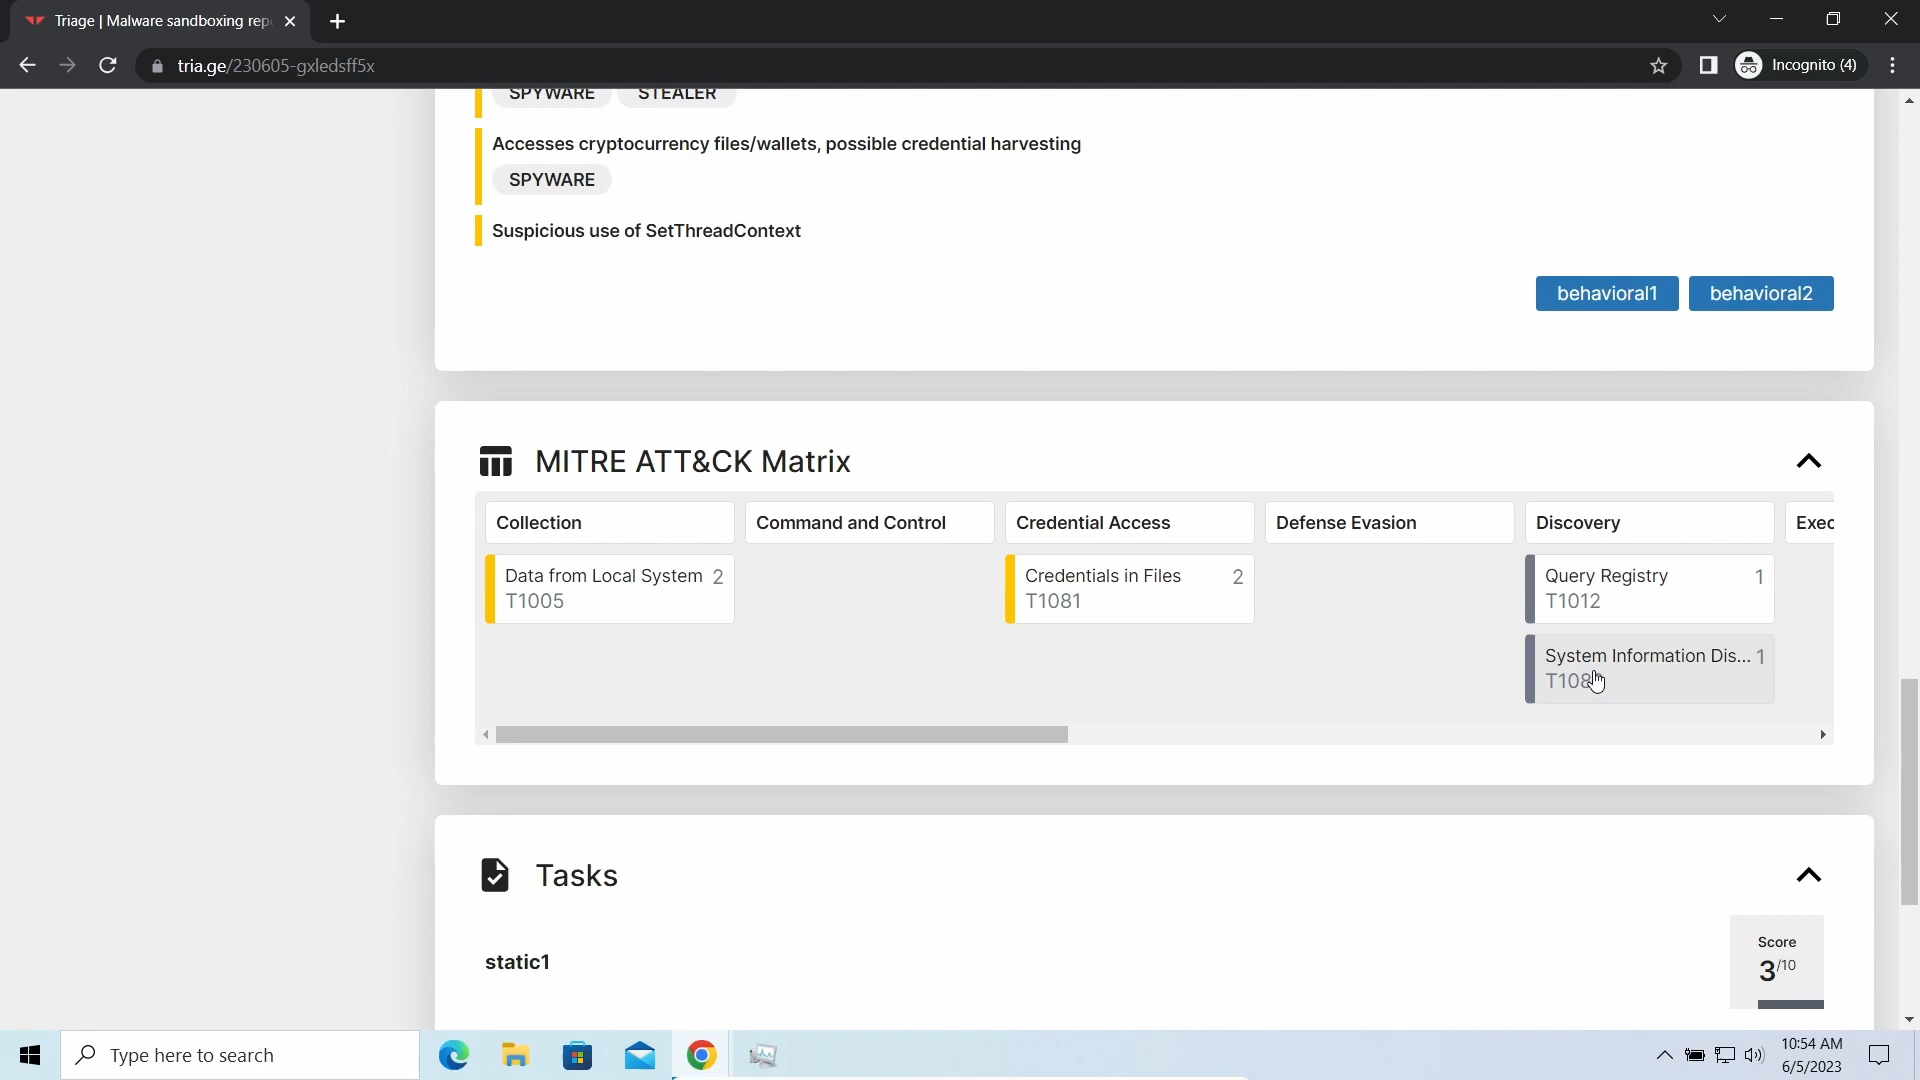 Triage | Malware sandboxing rep
tria.ge/230605-gxledsff5x
Incognito (4)
SPYWARE STEALER
Accesses cryptocurrency files/wallets, possible credential harvesting
SPYWARE
Suspicious use of SetThreadContext
behavioral1 behavioral2
MITRE ATT&CK Matrix
Collection Command and Control Credential Access Defense Evasion Discovery Exec
Data from Local System 2 Credentials in Files 2 Query Registry 1
T1005 T1081 T1012
System Information Dis... 1
T108
Tasks
Score
static1
3/10
Type here to search
10:54 AM
6/5/2023